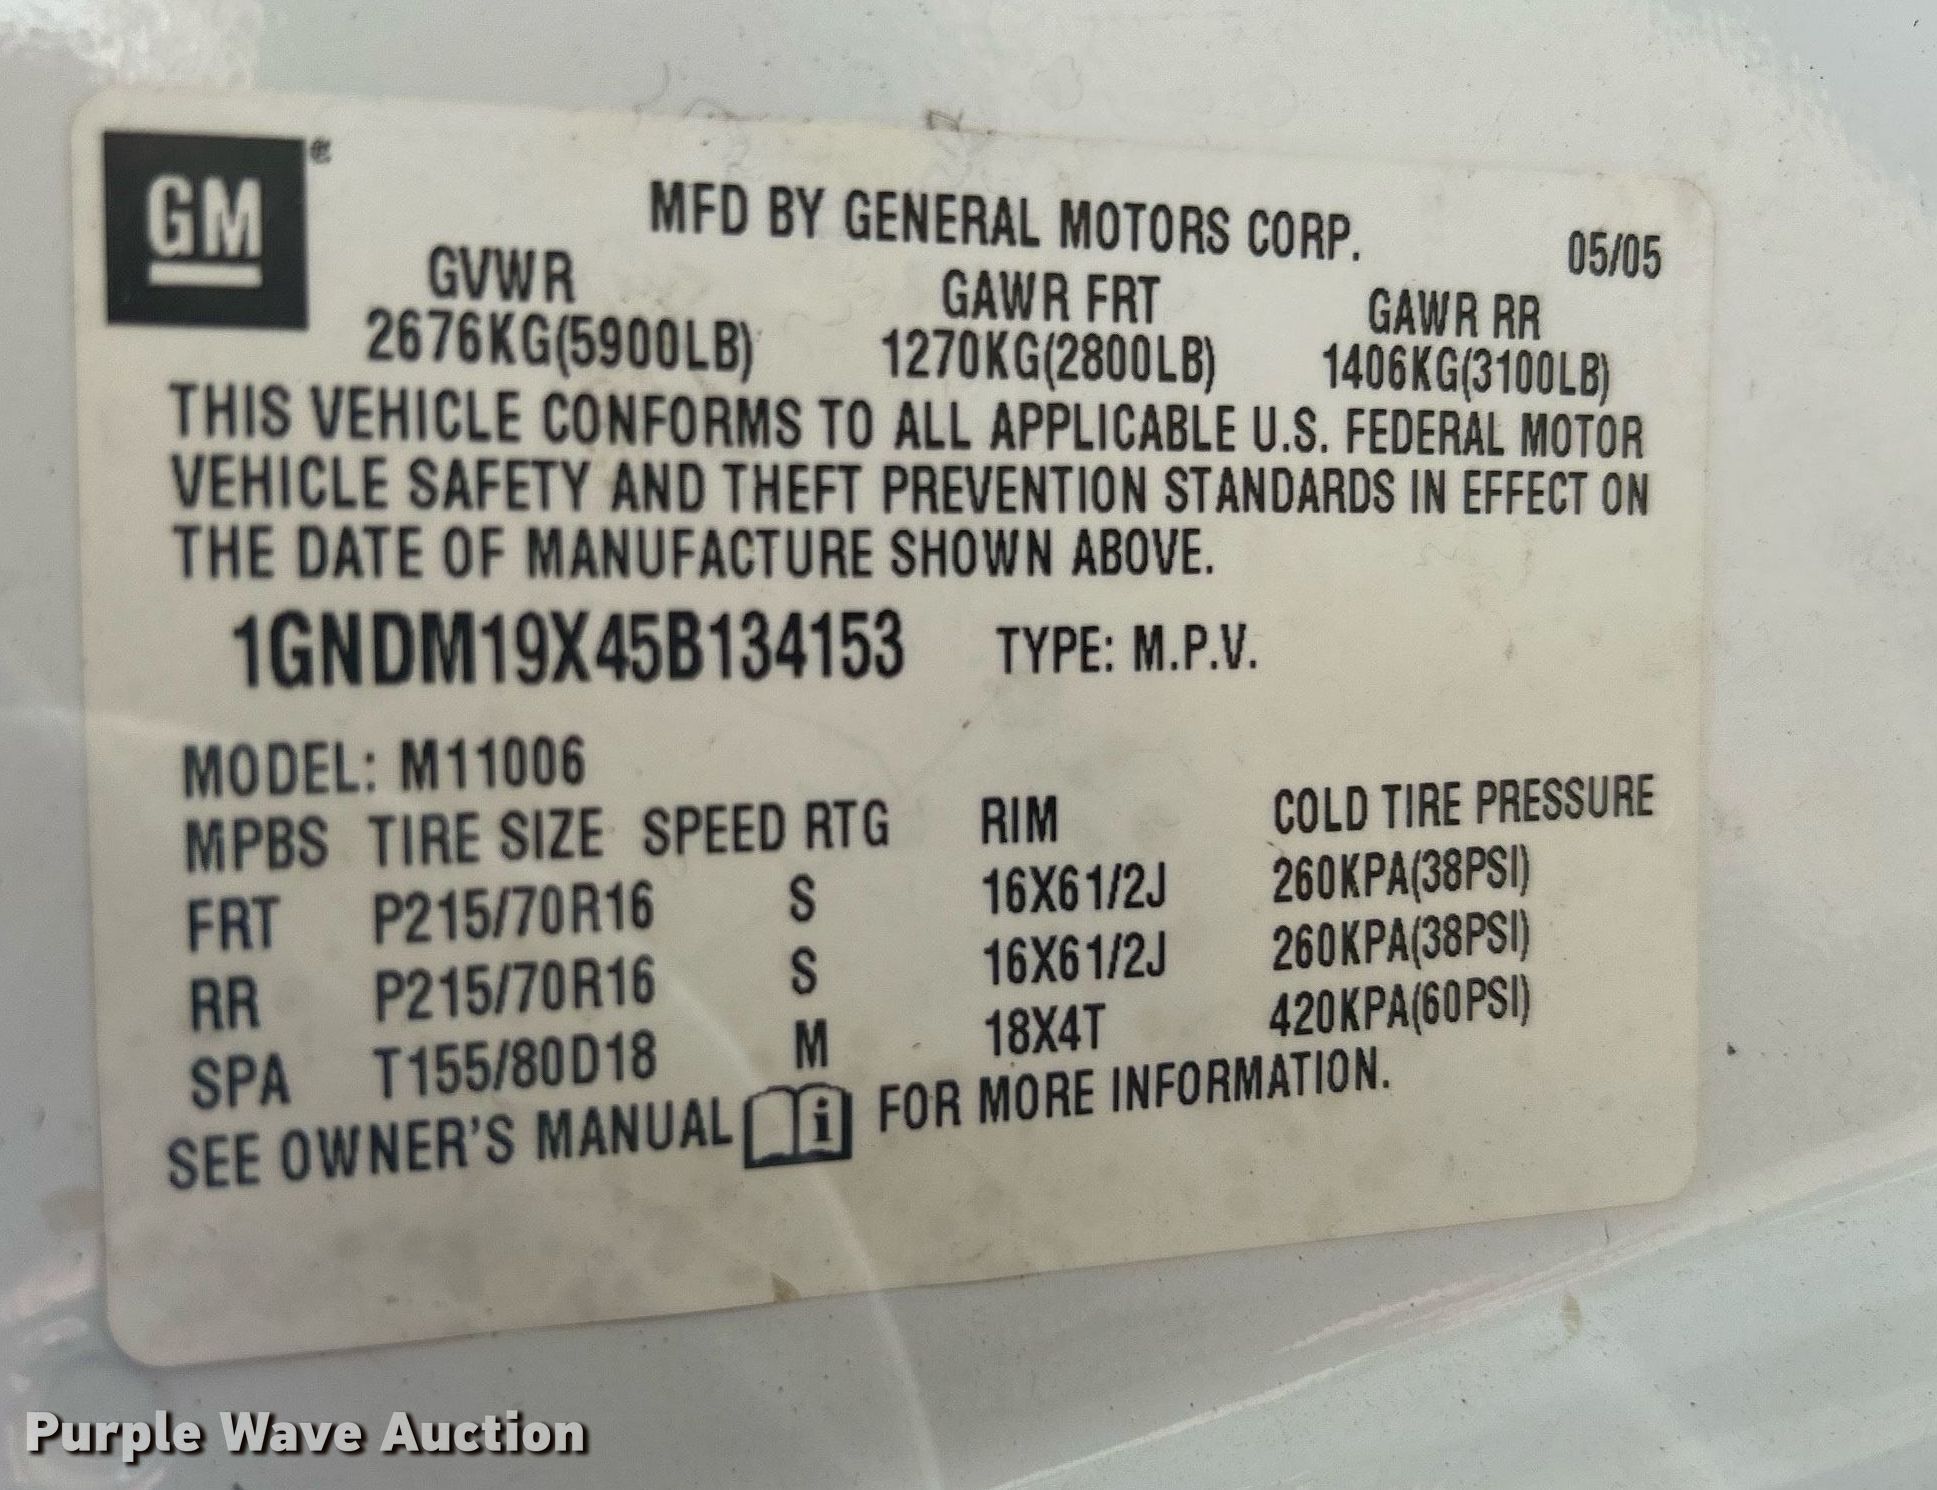 GM
MFD BY GENERAL MOTORS CORP. 05/05
GVWR GAWR FRT GAWR RR
2676KG(5900LB) 1270KG(2800LB) 1406KG(3100LB)
THIS VEHICLE CONFORMS TO ALL APPLICABLE U.S. FEDERAL MOTOR
VEHICLE SAFETY AND THEFT PREVENTION STANDARDS IN EFFECT ON
THE DATE OF MANUFACTURE SHOWN ABOVE.
1GNDM19X45B134153 TYPE: M.P.V.
MODEL: M11006
MPBS TIRE SIZE SPEED RTG RIM COLD TIRE PRESSURE
FRT P215/70R16 S 16X61/2J 260KPA(38PSI)
RR P215/70R16 S 16X61/2J 260KPA(38PSI)
SPA T155/80D18 M 18X4T 420KPA(60PSI)
SEE OWNER'S MANUAL i FOR MORE INFORMATION.
Purple Wave Auction